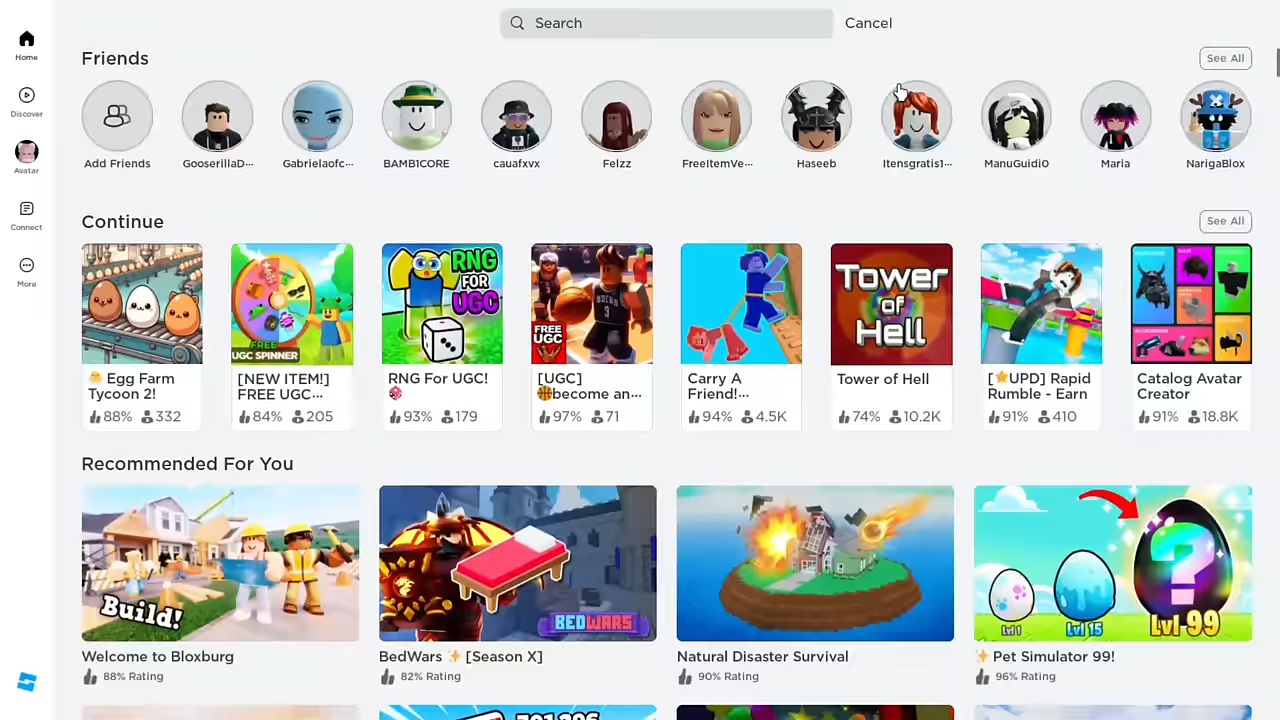 Search
Cancel
Home
Discover
Avatar
Connect
More
Friends
See All
Add Friends
GooserillaD...
Gabrielaofc...
BAMB1CORE
cauafxvx
Felzz
FreeItemVe...
Haseeb
Itensgratis1...
ManuGuidi0
Maria
NarigaBlox
Continue
See All
FREE
UGC SPINNER
RNG
FOR
UGC
FREE
UGC
Tower
of
Hell
🐣 Egg Farm
Tycoon 2!
88% 332
[NEW ITEM!]
FREE UGC...
84% 205
RNG For UGC!
93% 179
[UGC]
🏀become an...
97% 71
Carry A
Friend!...
94% 4.5K
Tower of Hell
74% 10.2K
[⭐UPD] Rapid
Rumble - Earn
91% 410
Catalog Avatar
Creator
91% 18.8K
Recommended For You
Build!
BEDWARS
?
Lvl 1
Lvl 15
Lvl 99
Welcome to Bloxburg
88% Rating
BedWars ✨ [Season X]
82% Rating
Natural Disaster Survival
90% Rating
✨ Pet Simulator 99!
96% Rating